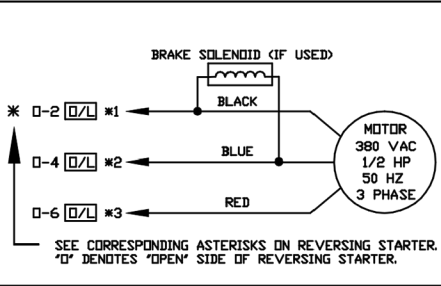 BRAKE SOLENOID (IF USED)
* O-2 O/L *1 BLACK
O-4 O/L *2 BLUE
O-6 O/L *3 RED
MOTOR
380 VAC
1/2 HP
50 HZ
3 PHASE
SEE CORRESPONDING ASTERISKS ON REVERSING STARTER.
"O" DENOTES "OPEN" SIDE OF REVERSING STARTER.